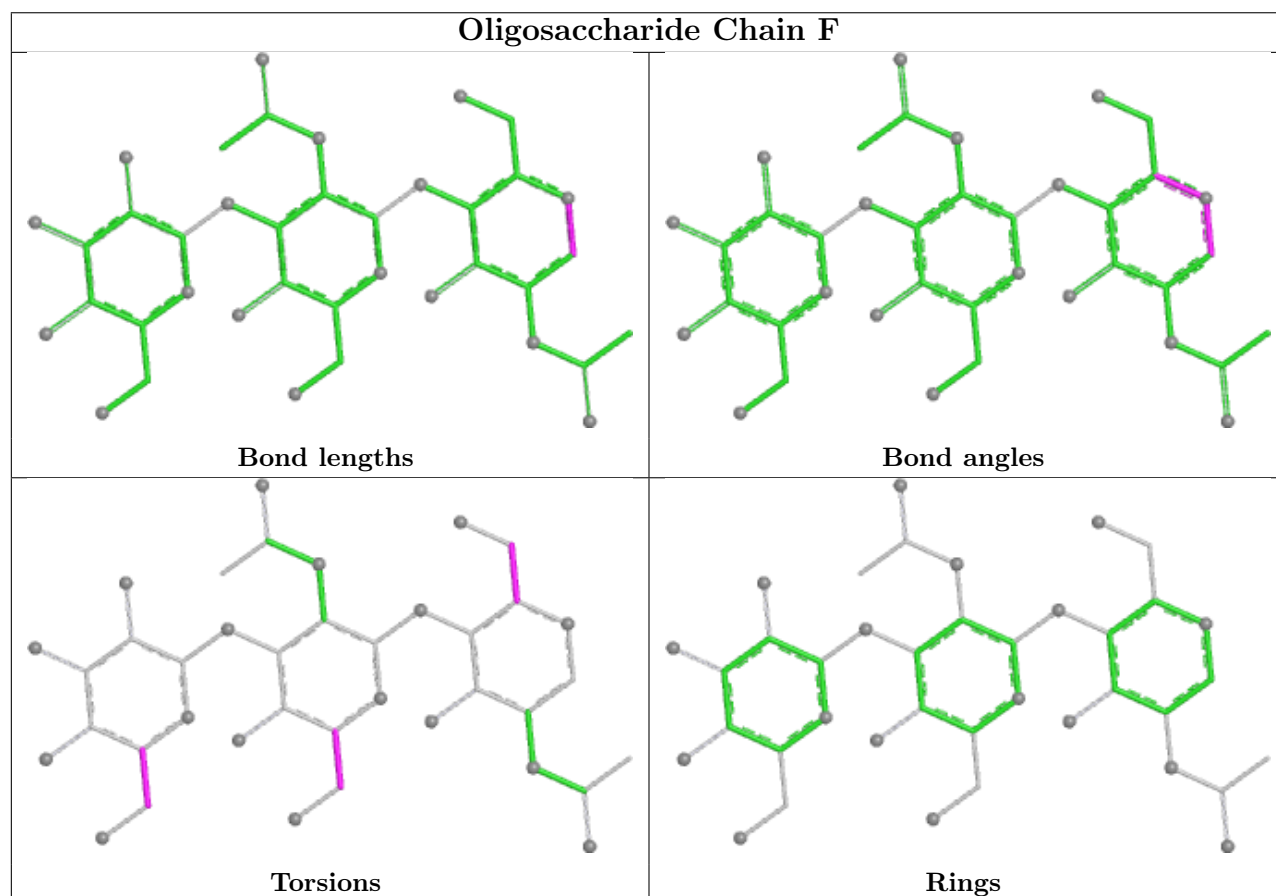 Oligosaccharide Chain F
Bond lengths
Bond angles
Torsions
Rings